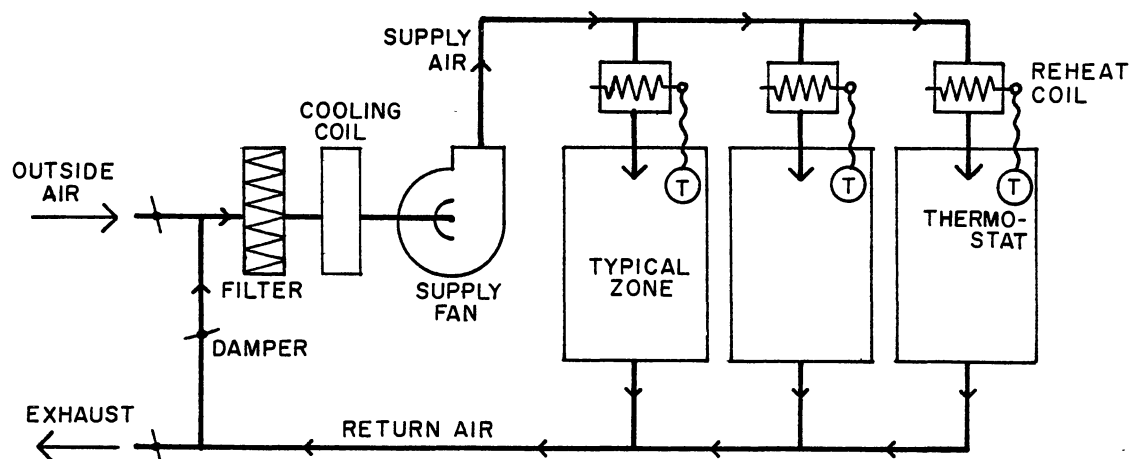 SUPPLY
AIR
COOLING
COIL
REHEAT
COIL
OUTSIDE
AIR
FILTER
SUPPLY
FAN
TYPICAL
ZONE
T
T
T
THERMO-
STAT
DAMPER
EXHAUST
RETURN AIR